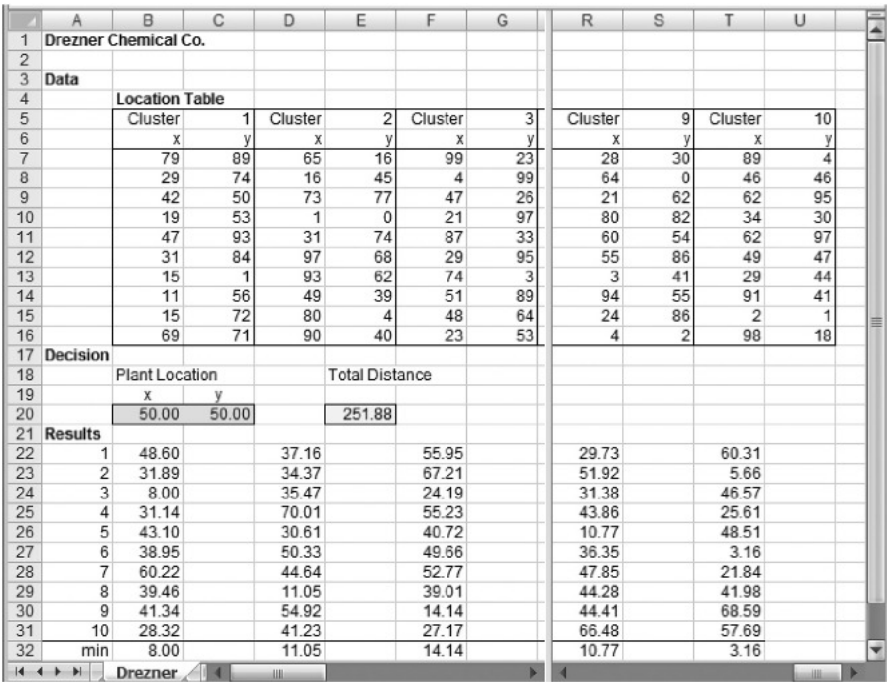 A B C D E F G R S T U
1 Drezner Chemical Co.
2
3 Data
4 Location Table
5 Cluster 1 Cluster 2 Cluster 3 Cluster 9 Cluster 10
6 x y x y x y x y x y
7 79 89 65 16 99 23 28 30 89 4
8 29 74 16 45 4 99 64 0 46 46
9 42 50 73 77 47 26 21 62 62 95
10 19 53 1 0 21 97 80 82 34 30
11 47 93 31 74 87 33 60 54 62 97
12 31 84 97 68 29 95 55 86 49 47
13 15 1 93 62 74 3 3 41 29 44
14 11 56 49 39 51 89 94 55 91 41
15 15 72 80 4 48 64 24 86 2 1
16 69 71 90 40 23 53 4 2 98 18
17 Decision
18 Plant Location Total Distance
19 x y
20 50.00 50.00 251.88
21 Results
22 1 48.60 37.16 55.95 29.73 60.31
23 2 31.89 34.37 67.21 51.92 5.66
24 3 8.00 35.47 24.19 31.38 46.57
25 4 31.14 70.01 55.23 43.86 25.61
26 5 43.10 30.61 40.72 10.77 48.51
27 6 38.95 50.33 49.66 36.35 3.16
28 7 60.22 44.64 52.77 47.85 21.84
29 8 39.46 11.05 39.01 44.28 41.98
30 9 41.34 54.92 14.14 44.41 68.59
31 10 28.32 41.23 27.17 66.48 57.69
32 min 8.00 11.05 14.14 10.77 3.16
Drezner